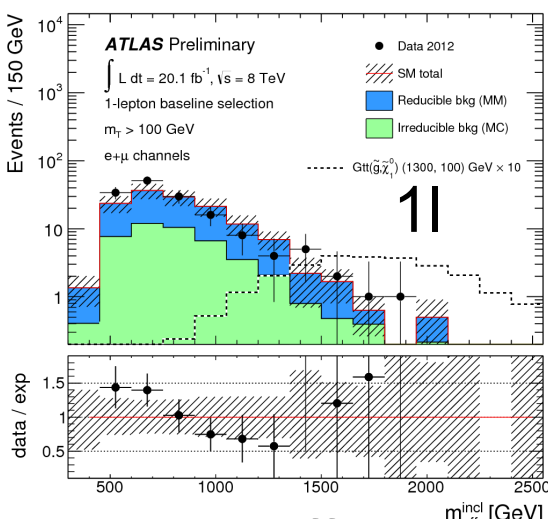 ATLAS Preliminary
∫ L dt = 20.1 fb⁻¹, √s = 8 TeV
1-lepton baseline selection
m_T > 100 GeV
e+μ channels
Data 2012
SM total
Reducible bkg (MM)
Irreducible bkg (MC)
Gtt(g̃,χ̃₁⁰) (1300, 100) GeV × 10
1l
Events / 150 GeV
10⁴
10³
10²
10
1
data / exp
1.5
1
0.5
500 1000 1500 2000 2500
[GeV]